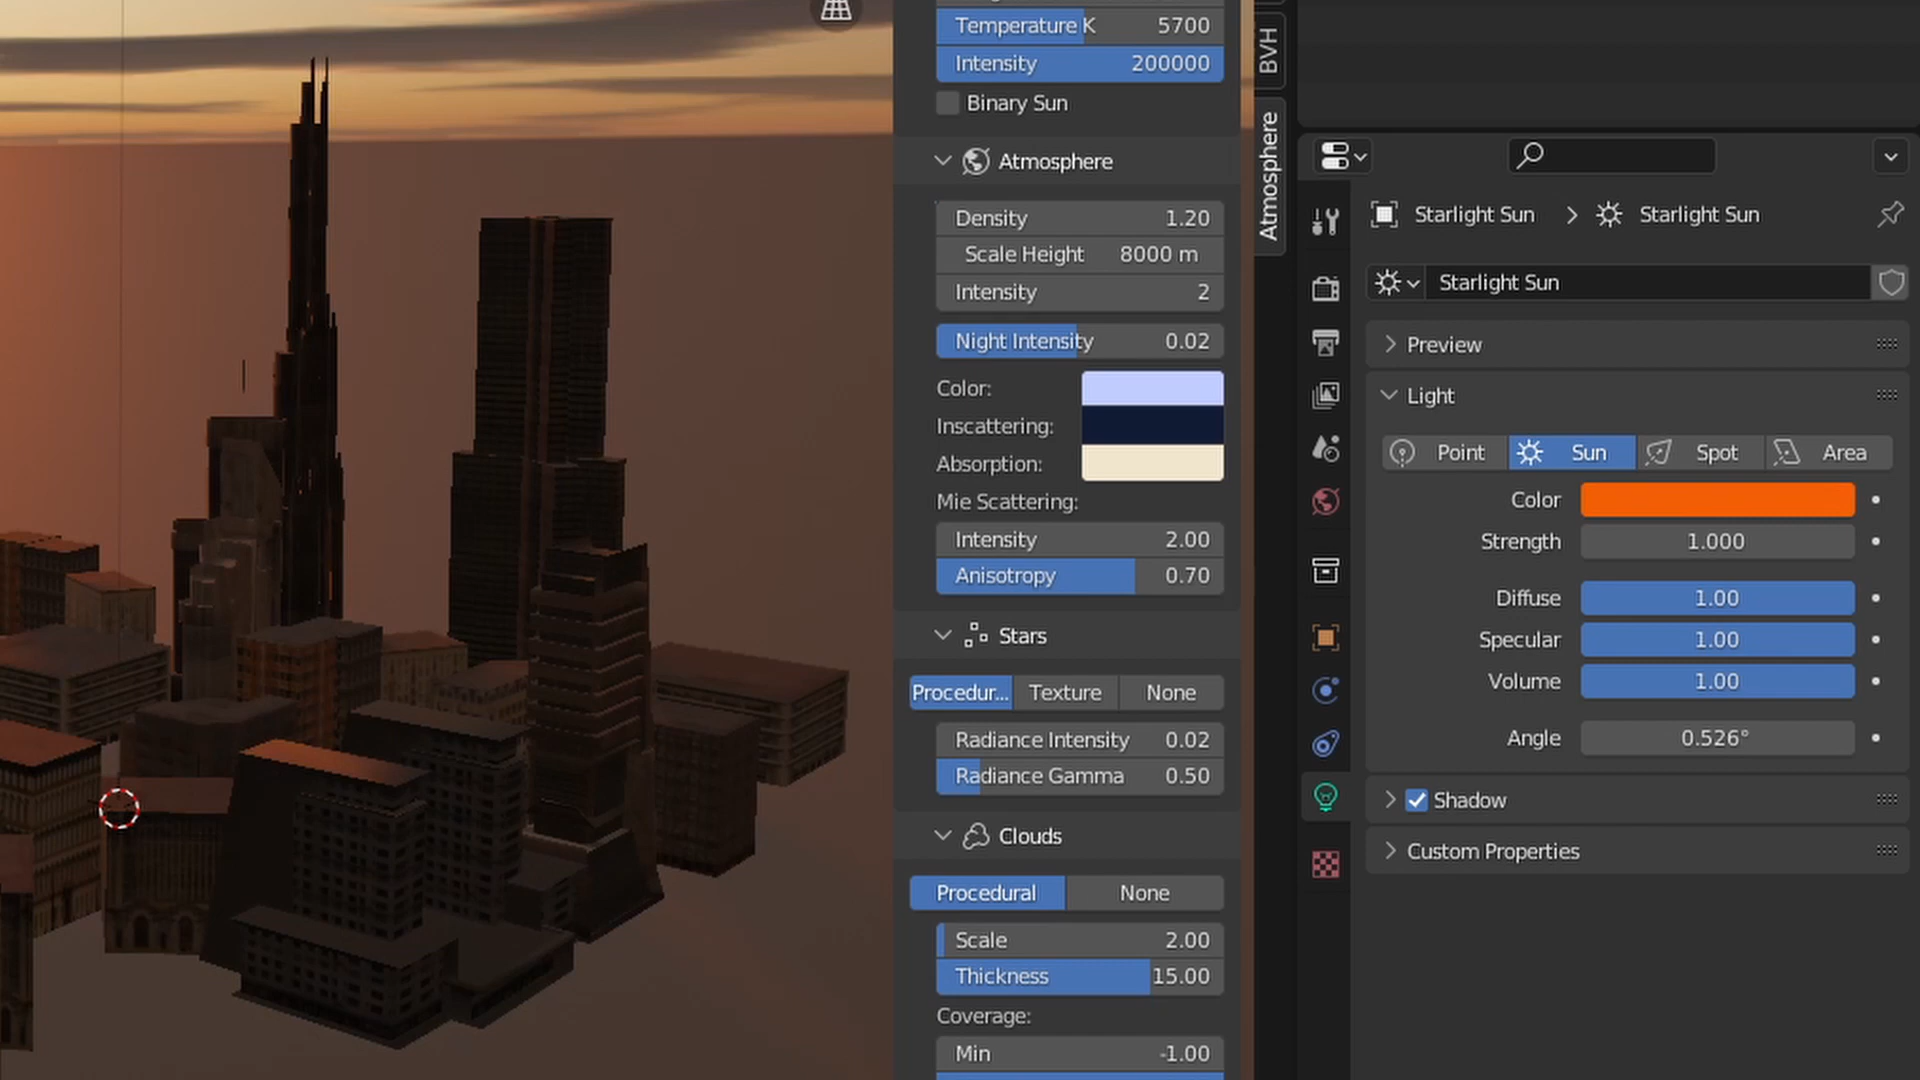 Temperature K 5700
Intensity 200000
Binary Sun
Atmosphere
Density 1.20
Scale Height 8000 m
Intensity 2
Night Intensity 0.02
Color:
Inscattering:
Absorption:
Mie Scattering:
Intensity 2.00
Anisotropy 0.70
Stars
Procedur... Texture None
Radiance Intensity 0.02
Radiance Gamma 0.50
Clouds
Procedural None
Scale 2.00
Thickness 15.00
Coverage:
Min -1.00
BVH
Atmosphere
Starlight Sun > Starlight Sun
Starlight Sun
Preview
Light
Point Sun Spot Area
Color
Strength 1.000
Diffuse 1.00
Specular 1.00
Volume 1.00
Angle 0.526°
Shadow
Custom Properties